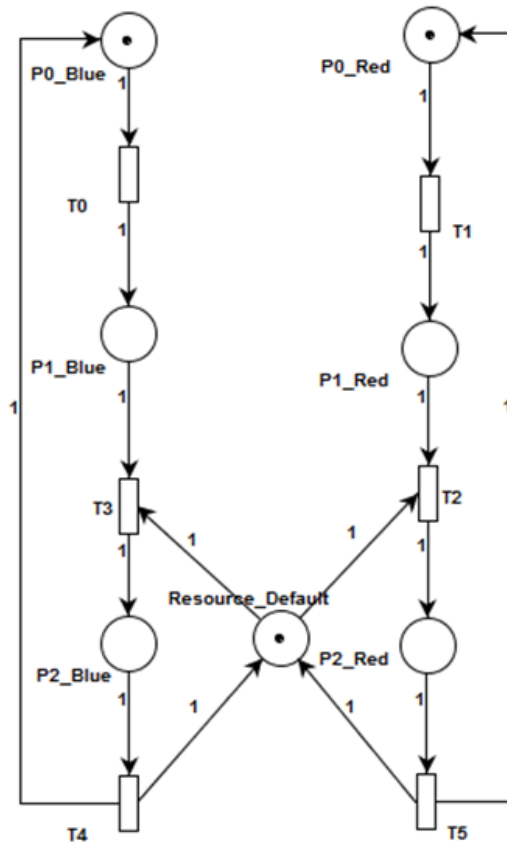 P0_Blue
P0_Red
1
1
T0
T1
1
1
P1_Blue
P1_Red
1
1
1
1
T3
T2
1
1
1
1
Resource_Default
P2_Blue
P2_Red
1
1
1
1
T4
T5